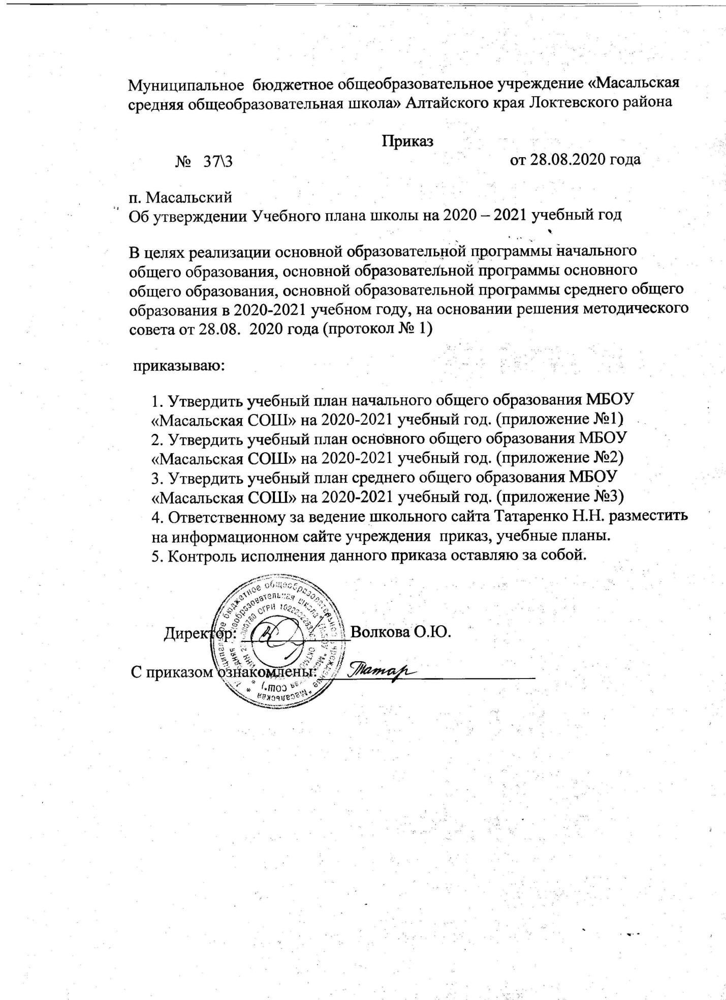 Муниципальное бюджетное общеобразовательное учреждение «Масальская
средняя общеобразовательная школа» Алтайского края Локтевского района
Приказ
№ 37\3 от 28.08.2020 года
п. Масальский
Об утверждении Учебного плана школы на 2020 – 2021 учебный год
В целях реализации основной образовательной программы начального
общего образования, основной образовательной программы основного
общего образования, основной образовательной программы среднего общего
образования в 2020-2021 учебном году, на основании решения методического
совета от 28.08. 2020 года (протокол № 1)
приказываю:
1. Утвердить учебный план начального общего образования МБОУ
«Масальская СОШ» на 2020-2021 учебный год. (приложение №1)
2. Утвердить учебный план основного общего образования МБОУ
«Масальская СОШ» на 2020-2021 учебный год. (приложение №2)
3. Утвердить учебный план среднего общего образования МБОУ
«Масальская СОШ» на 2020-2021 учебный год. (приложение №3)
4. Ответственному за ведение школьного сайта Татаренко Н.Н. разместить
на информационном сайте учреждения приказ, учебные планы.
5. Контроль исполнения данного приказа оставляю за собой.
Директор: Волкова О.Ю.
С приказом ознакомлены: Татар
бюджетное общеобразовательное учреждение "Масальская
школа"
ОГРН
СОШ")